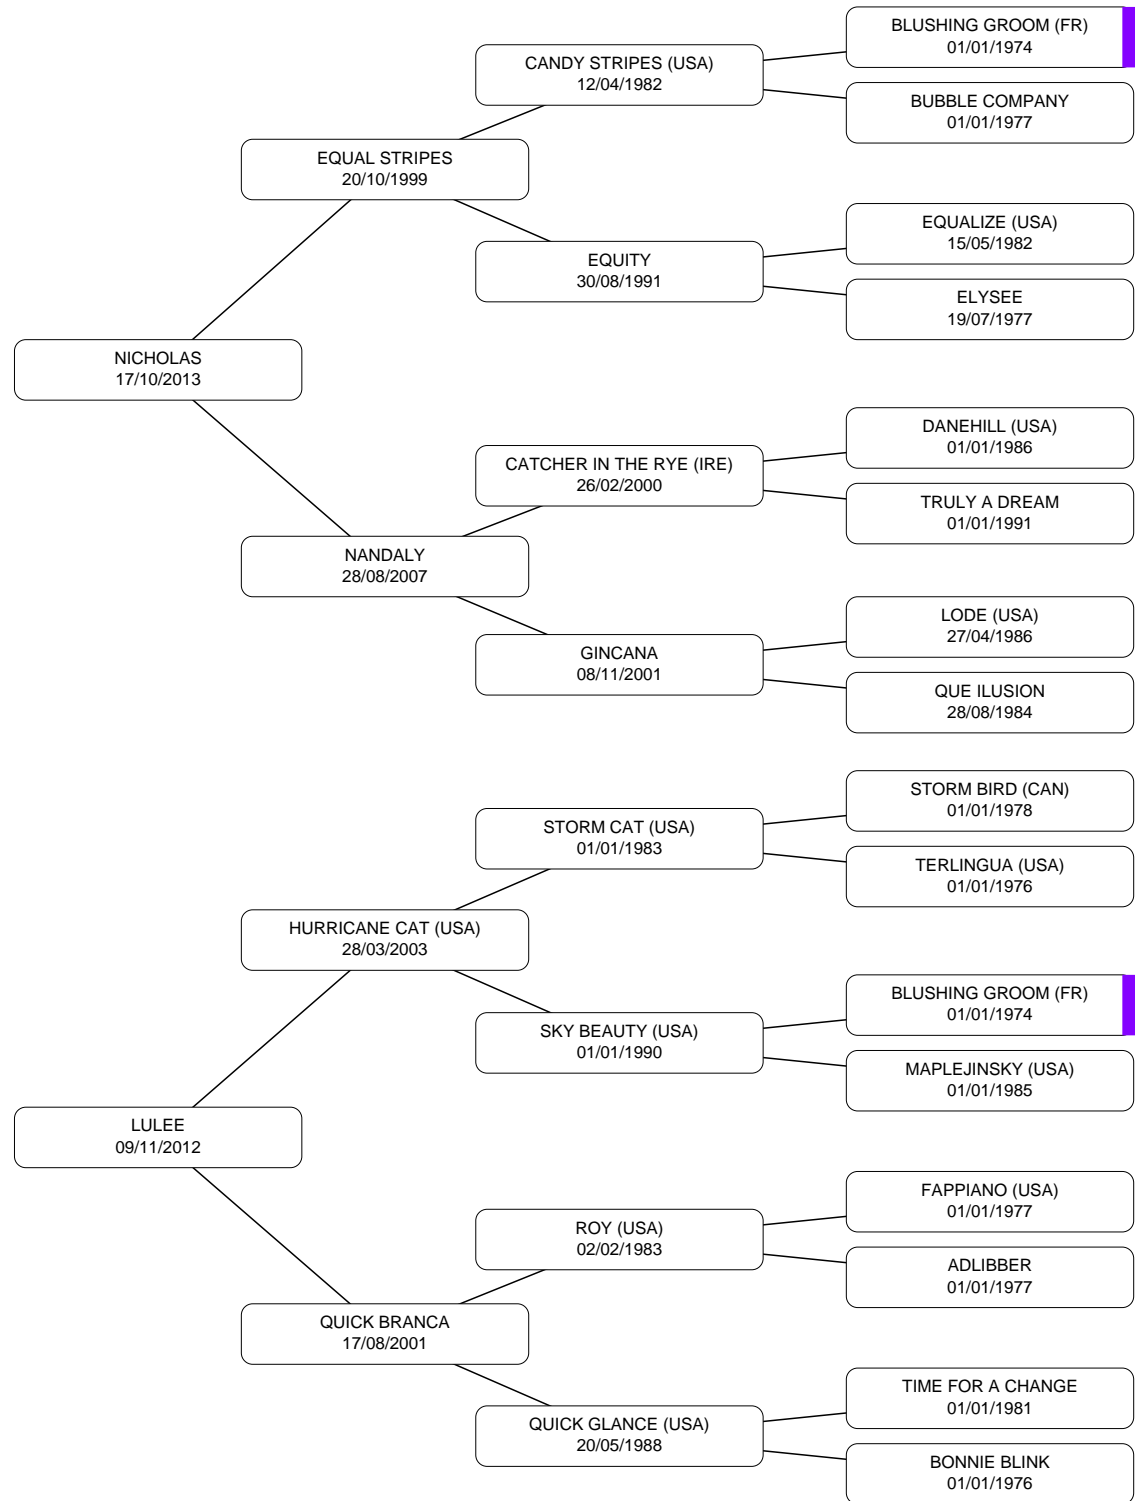 BLUSHING GROOM (FR)
01/01/1974
CANDY STRIPES (USA)
12/04/1982
BUBBLE COMPANY
01/01/1977
EQUAL STRIPES
20/10/1999
EQUALIZE (USA)
15/05/1982
EQUITY
30/08/1991
ELYSEE
19/07/1977
NICHOLAS
17/10/2013
DANEHILL (USA)
01/01/1986
CATCHER IN THE RYE (IRE)
26/02/2000
TRULY A DREAM
01/01/1991
NANDALY
28/08/2007
LODE (USA)
27/04/1986
GINCANA
08/11/2001
QUE ILUSION
28/08/1984
STORM BIRD (CAN)
01/01/1978
STORM CAT (USA)
01/01/1983
TERLINGUA (USA)
01/01/1976
HURRICANE CAT (USA)
28/03/2003
BLUSHING GROOM (FR)
01/01/1974
SKY BEAUTY (USA)
01/01/1990
MAPLEJINSKY (USA)
01/01/1985
LULEE
09/11/2012
FAPPIANO (USA)
01/01/1977
ROY (USA)
02/02/1983
ADLIBBER
01/01/1977
QUICK BRANCA
17/08/2001
TIME FOR A CHANGE
01/01/1981
QUICK GLANCE (USA)
20/05/1988
BONNIE BLINK
01/01/1976